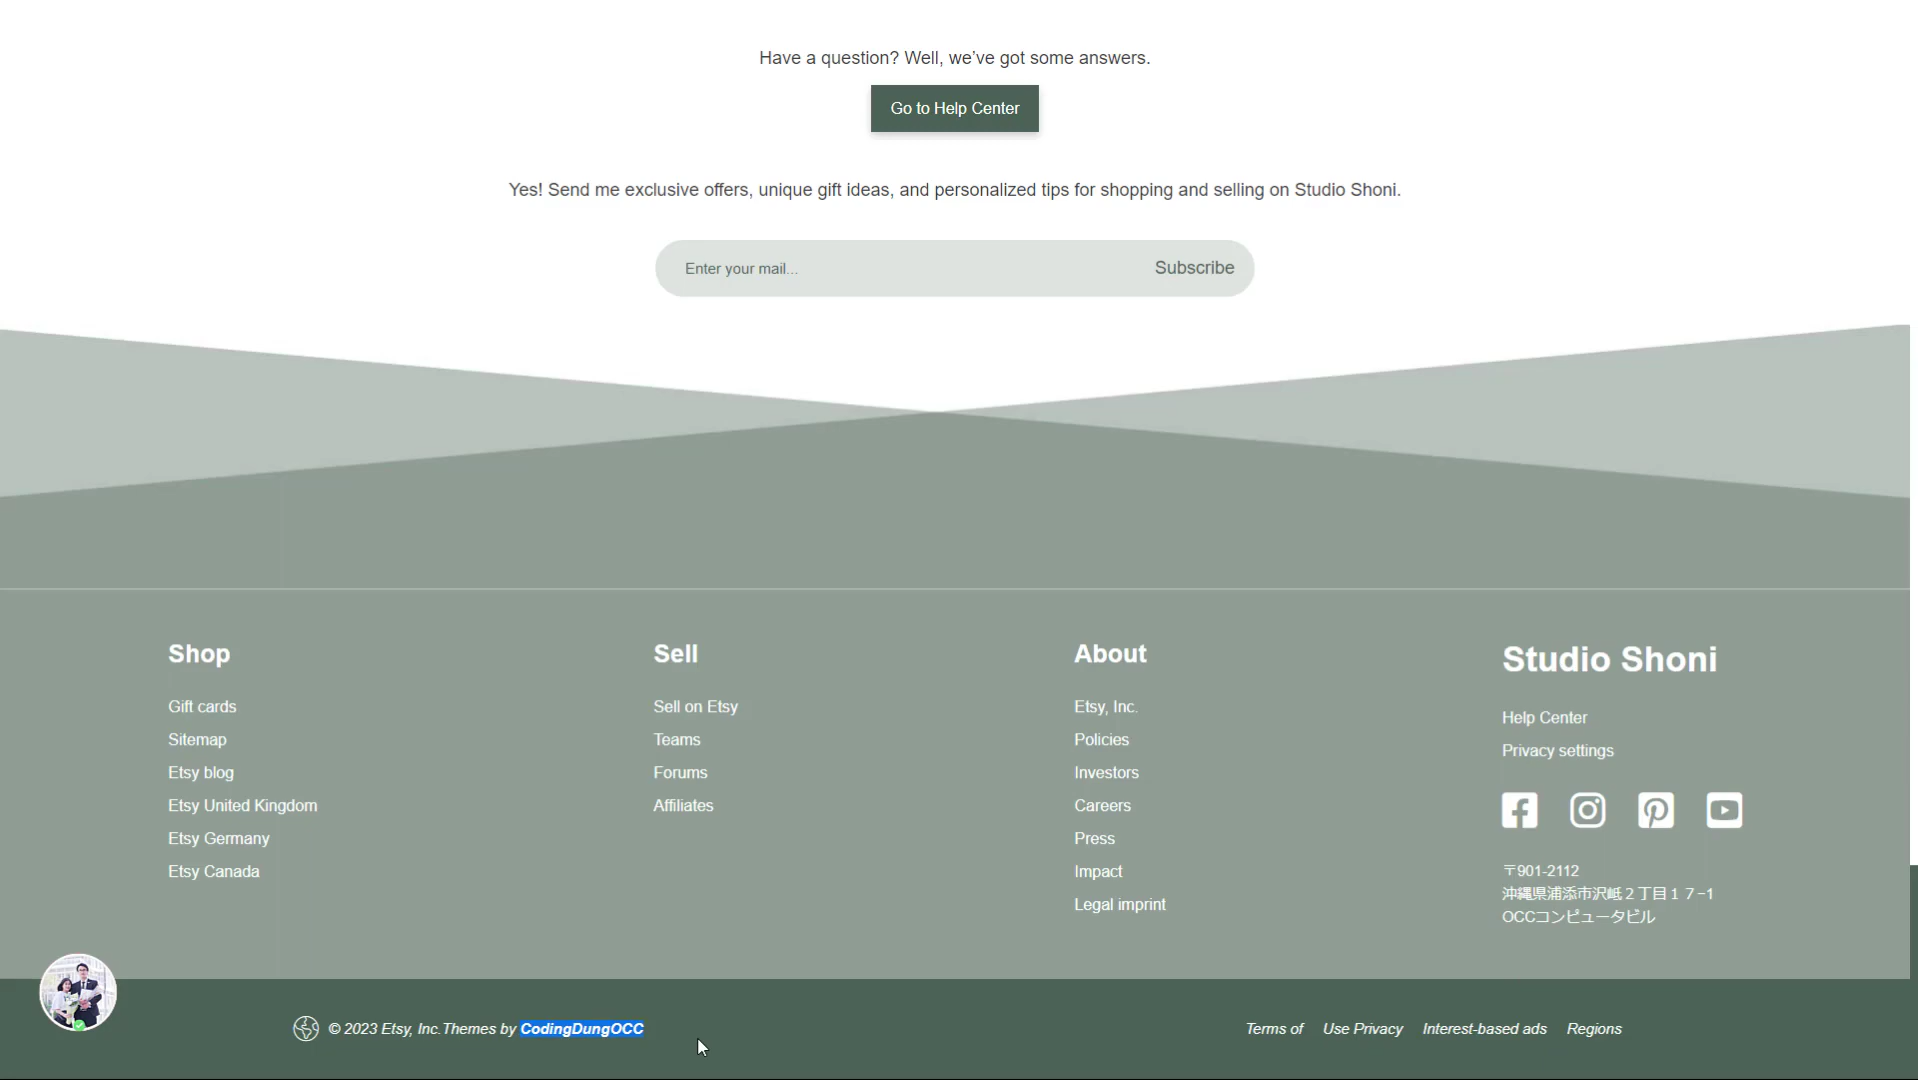 Have a question? Well, we’ve got some answers.
Go to Help Center
Yes! Send me exclusive offers, unique gift ideas, and personalized tips for shopping and selling on Studio Shoni.
Enter your mail...
Subscribe
Shop
Gift cards
Sitemap
Etsy blog
Etsy United Kingdom
Etsy Germany
Etsy Canada
Sell
Sell on Etsy
Teams
Forums
Affiliates
About
Etsy, Inc.
Policies
Investors
Careers
Press
Impact
Legal imprint
Studio Shoni
Help Center
Privacy settings
〒901-2112
沖縄県浦添市沢岻２丁目１７−1
OCCコンピュータビル
© 2023 Etsy, Inc.Themes by CodingDungOCC
Terms of
Use Privacy
Interest-based ads
Regions